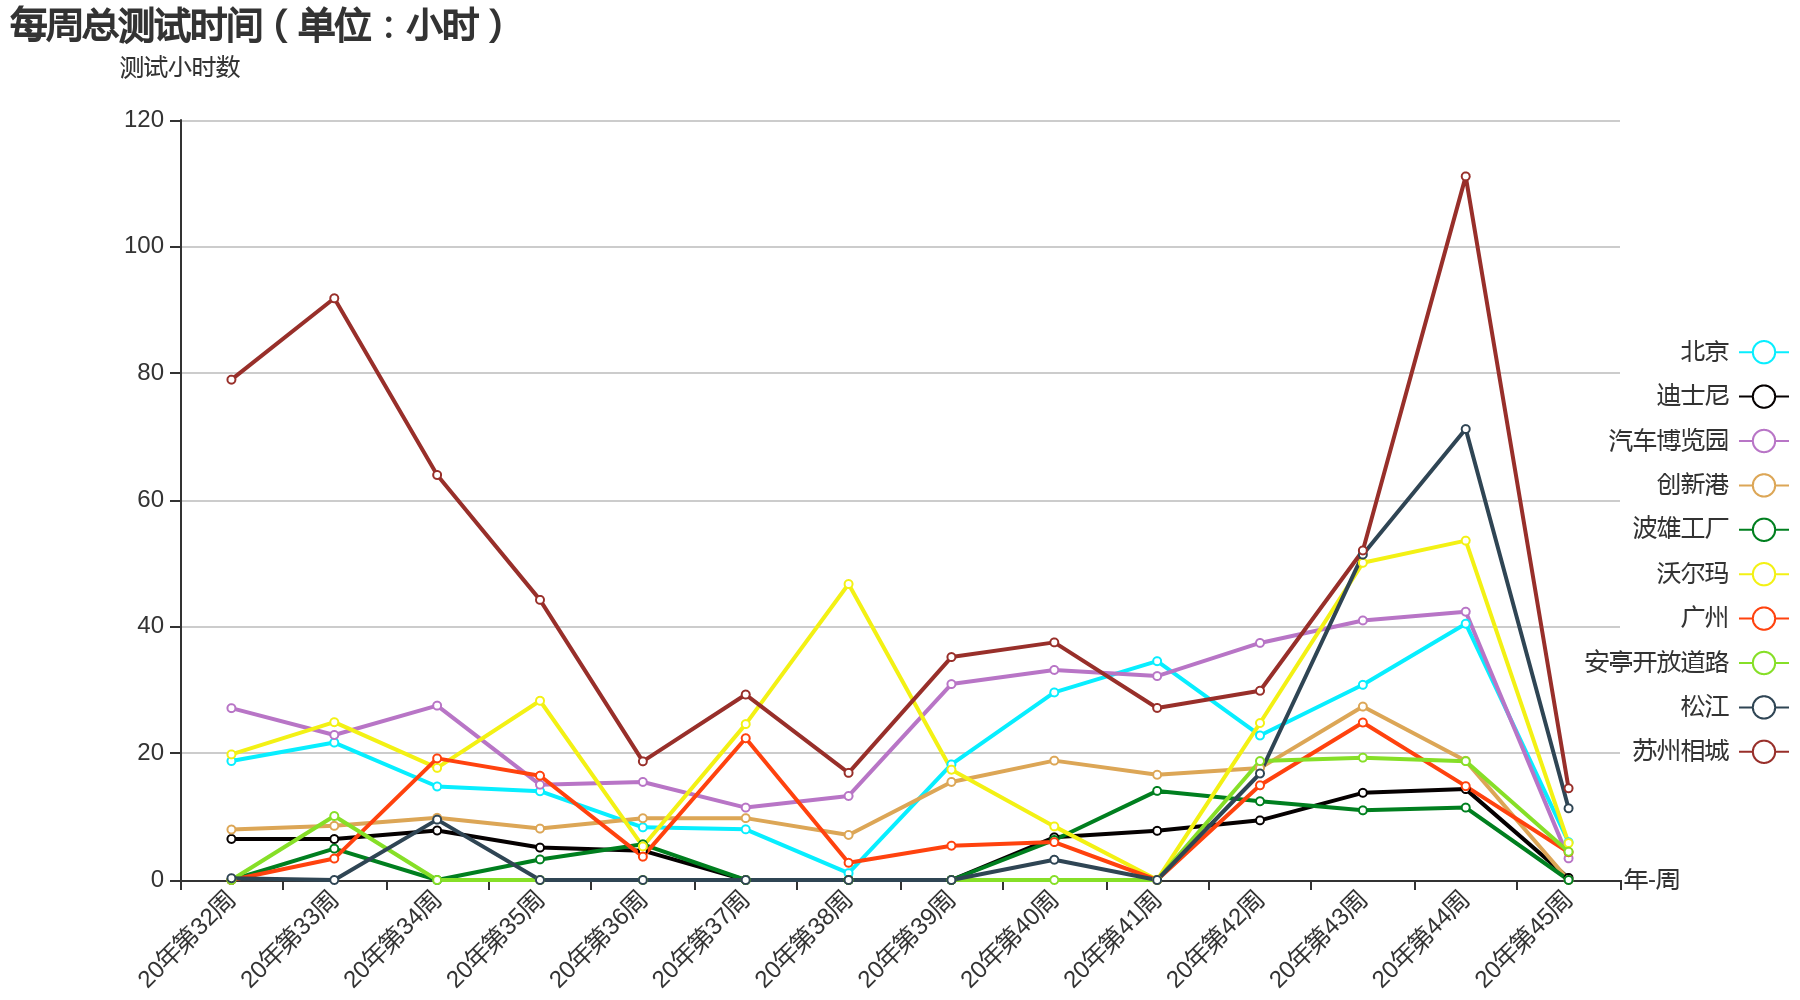 每周总测试时间（单位：小时）
测试小时数
120
100
80
60
40
20
0
北京
迪士尼
汽车博览园
创新港
波雄工厂
沃尔玛
广州
安亭开放道路
松江
苏州相城
年-周
20年第32周
20年第33周
20年第34周
20年第35周
20年第36周
20年第37周
20年第38周
20年第39周
20年第40周
20年第41周
20年第42周
20年第43周
20年第44周
20年第45周